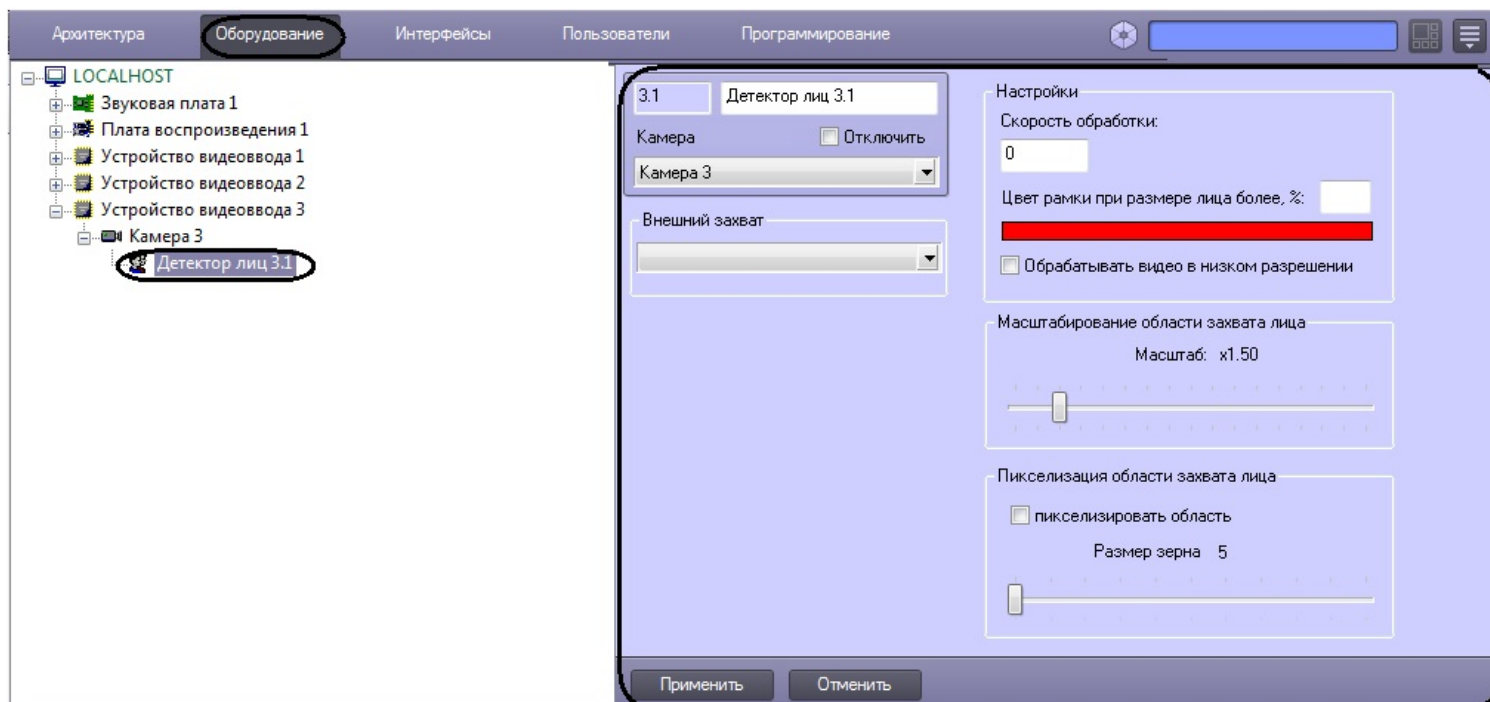 Архитектура Оборудование Интерфейсы Пользователи Программирование
LOCALHOST
Звуковая плата 1
Плата воспроизведения 1
Устройство видеоввода 1
Устройство видеоввода 2
Устройство видеоввода 3
Камера 3
Детектор лиц 3.1
3.1 Детектор лиц 3.1
Камера Отключить
Камера 3
Внешний захват
Настройки
Скорость обработки:
0
Цвет рамки при размере лица более, %:
Обрабатывать видео в низком разрешении
Масштабирование области захвата лица
Масштаб: x1.50
Пикселизация области захвата лица
пикселизировать область
Размер зерна 5
Применить Отменить